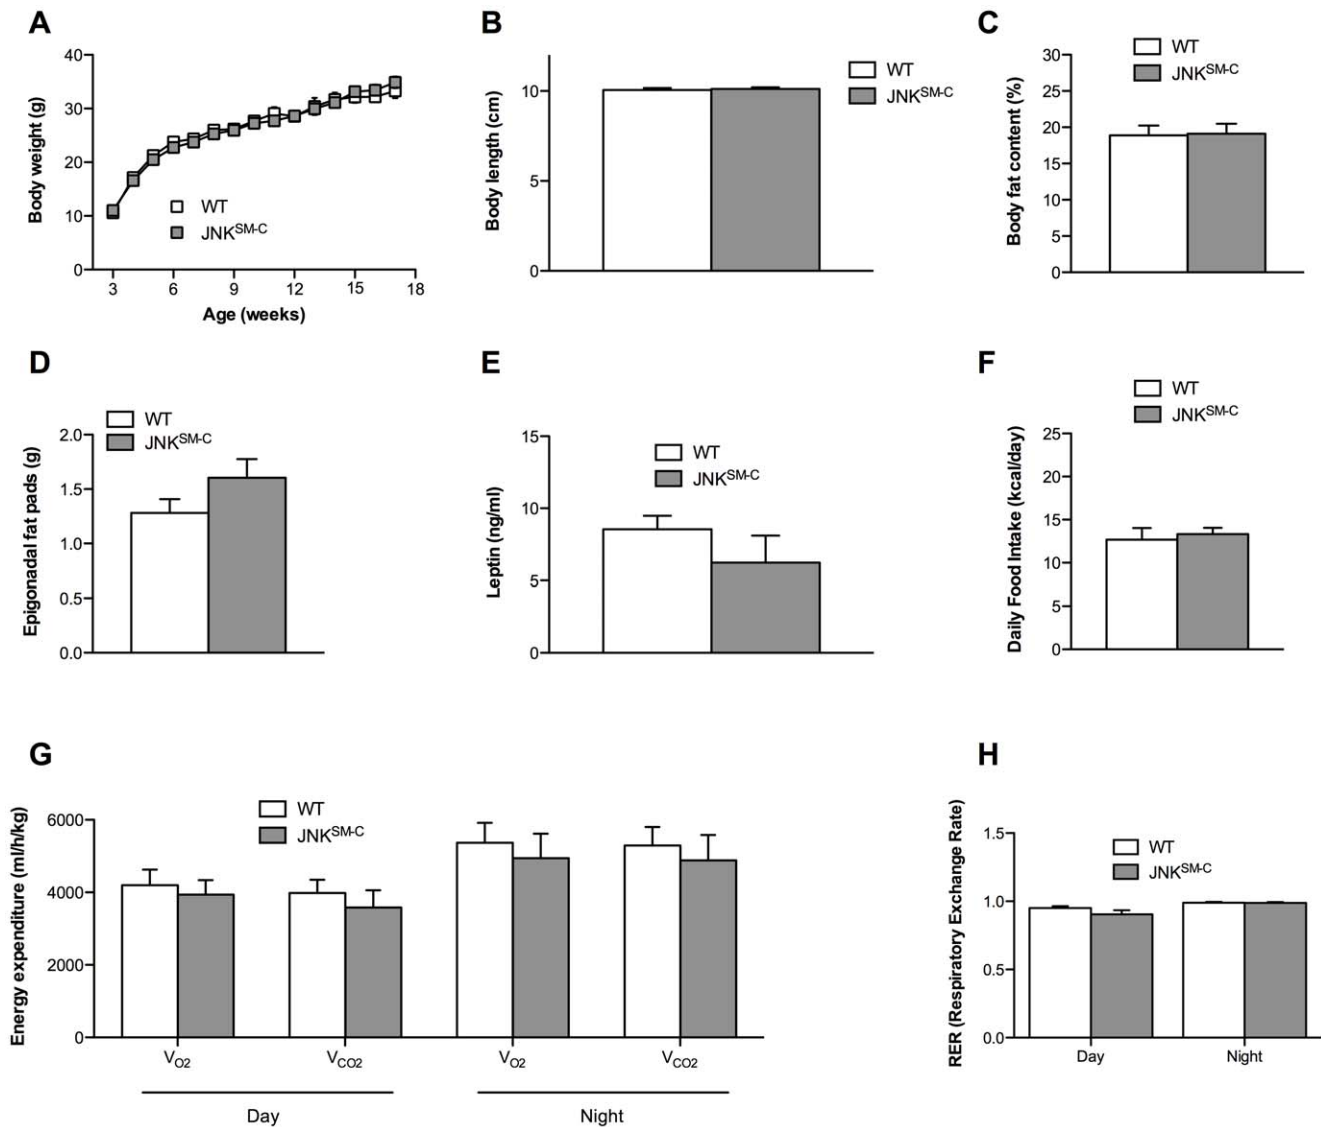 A
Body weight (g)
40
30
20
10
0
WT
JNK^SM-C
3 6 9 12 15 18
Age (weeks)
B
Body length (cm)
10
5
0
WT
JNK^SM-C
C
Body fat content (%)
30
25
20
15
10
5
0
WT
JNK^SM-C
D
Epigonadal fat pads (g)
2.0
1.5
1.0
0.5
0.0
WT
JNK^SM-C
E
Leptin (ng/ml)
15
10
5
0
WT
JNK^SM-C
F
Daily Food Intake (kcal/day)
25
20
15
10
5
0
WT
JNK^SM-C
G
Energy expenditure (ml/h/kg)
6000
4000
2000
0
WT
JNK^SM-C
V_O2 V_CO2 V_O2 V_CO2
Day Night
H
RER (Respiratory Exchange Rate)
1.5
1.0
0.5
0.0
WT
JNK^SM-C
Day Night